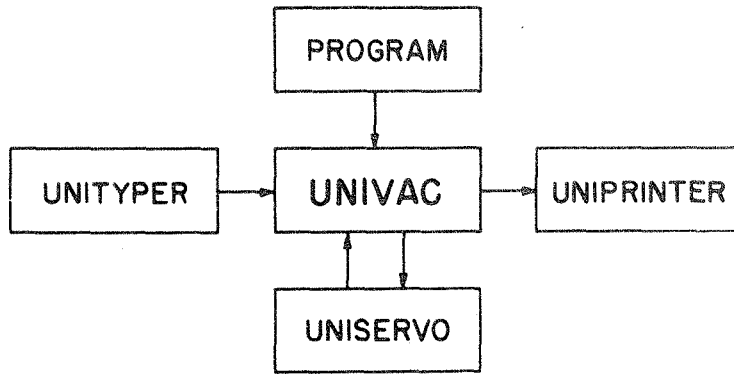 PROGRAM
UNITYPER
UNIVAC
UNIPRINTER
UNISERVO